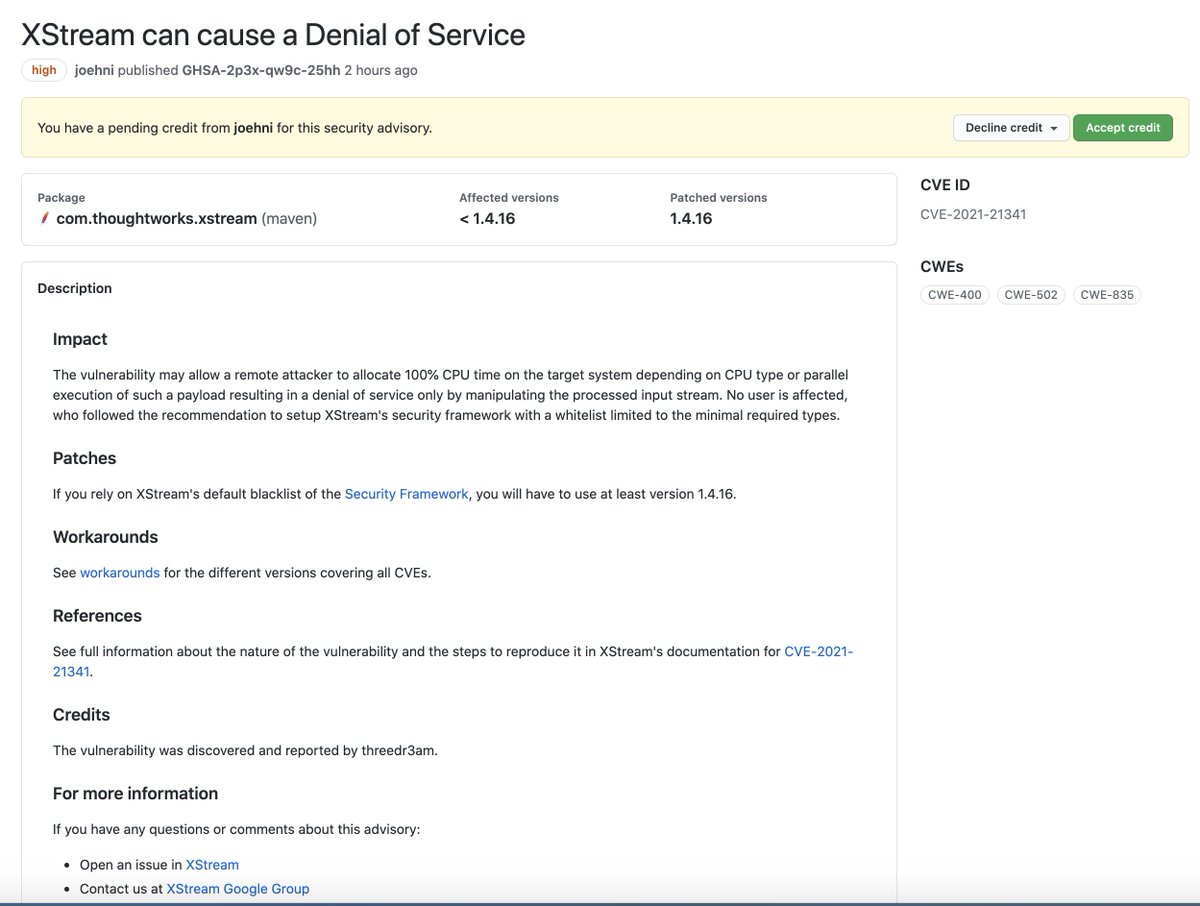 XStream can cause a Denial of Service
high joehni published GHSA-2p3x-qw9c-25hh 2 hours ago
You have a pending credit from joehni for this security advisory.
Decline credit
Accept credit
Package
com.thoughtworks.xstream (maven)
Affected versions
< 1.4.16
Patched versions
1.4.16
CVE ID
CVE-2021-21341
CWEs
CWE-400 CWE-502 CWE-835
Description
Impact
The vulnerability may allow a remote attacker to allocate 100% CPU time on the target system depending on CPU type or parallel
execution of such a payload resulting in a denial of service only by manipulating the processed input stream. No user is affected,
who followed the recommendation to setup XStream's security framework with a whitelist limited to the minimal required types.
Patches
If you rely on XStream's default blacklist of the Security Framework, you will have to use at least version 1.4.16.
Workarounds
See workarounds for the different versions covering all CVEs.
References
See full information about the nature of the vulnerability and the steps to reproduce it in XStream's documentation for CVE-2021-
21341.
Credits
The vulnerability was discovered and reported by threedr3am.
For more information
If you have any questions or comments about this advisory:
• Open an issue in XStream
• Contact us at XStream Google Group